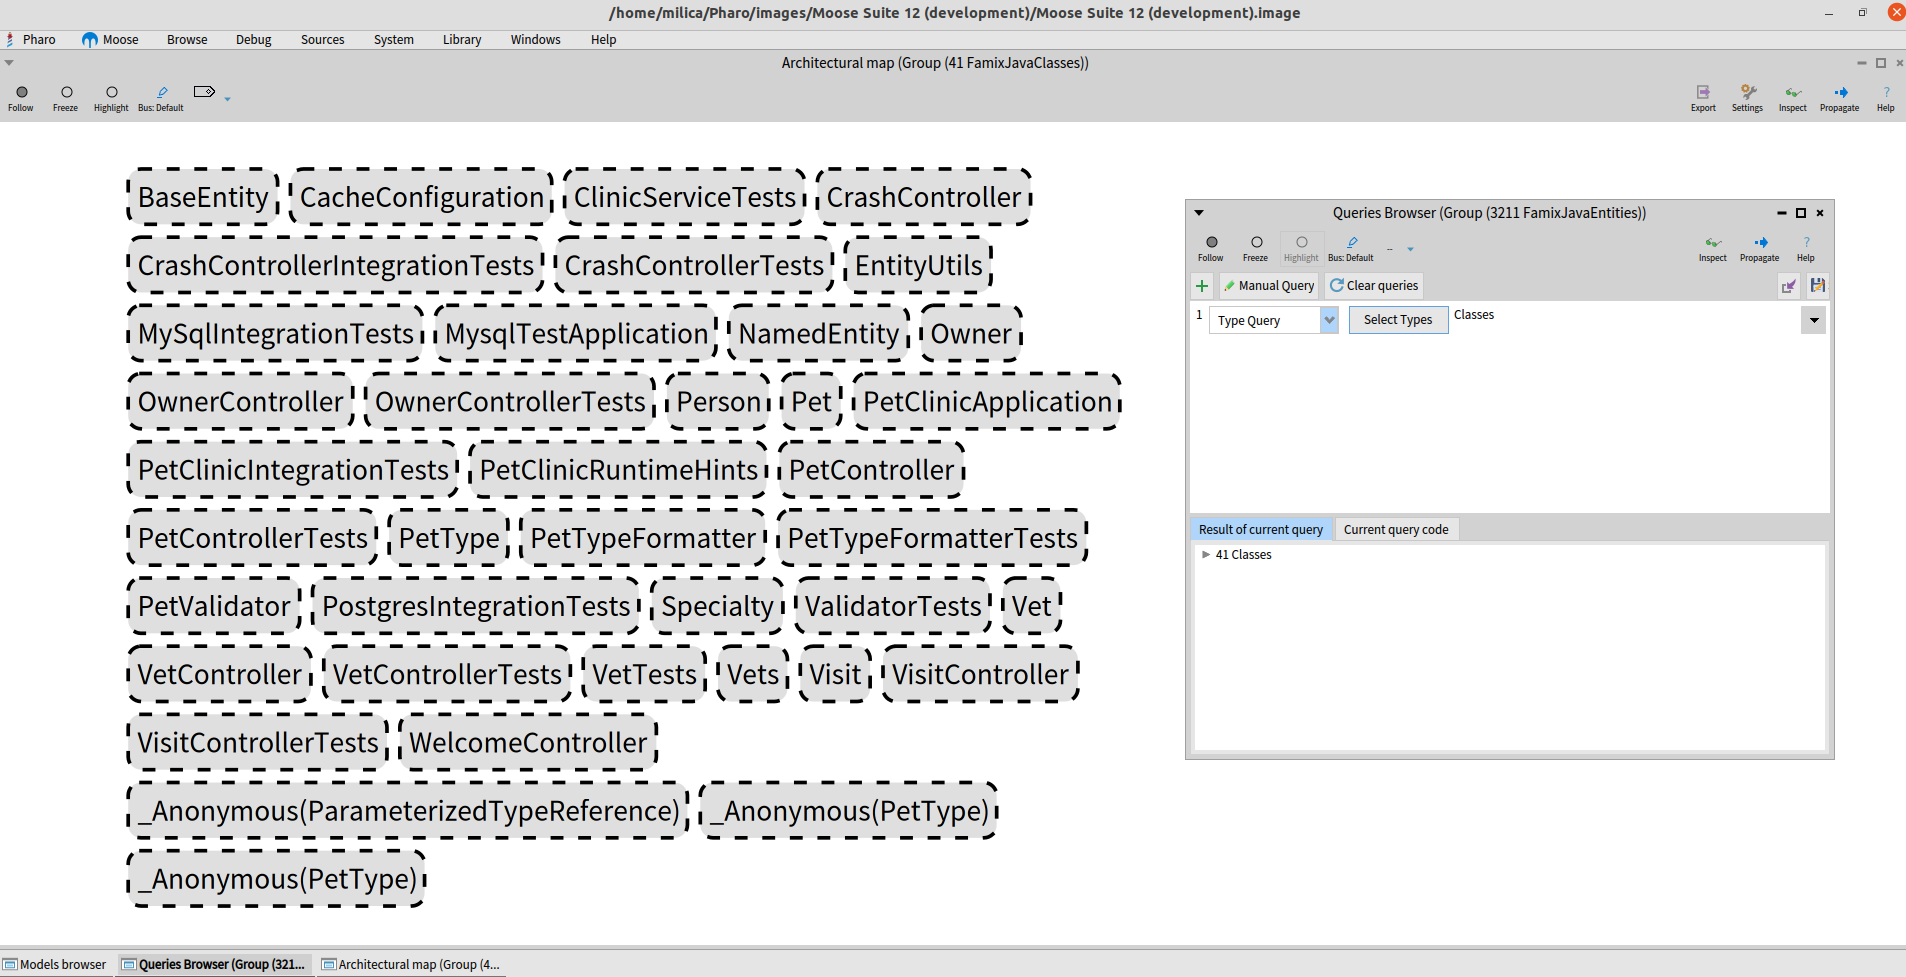 /home/milica/Pharo/images/Moose Suite 12 (development)/Moose Suite 12 (development).image
Pharo Moose Browse Debug Sources System Library Windows Help
Architectural map (Group (41 FamixJavaClasses))
Follow Freeze Highlight Bus: Default Export Settings Inspect Propagate Help
BaseEntity CacheConfiguration ClinicServiceTests CrashController
CrashControllerIntegrationTests CrashControllerTests EntityUtils
MySqlIntegrationTests MysqlTestApplication NamedEntity Owner
OwnerController OwnerControllerTests Person Pet PetClinicApplication
PetClinicIntegrationTests PetClinicRuntimeHints PetController
PetControllerTests PetType PetTypeFormatter PetTypeFormatterTests
PetValidator PostgresIntegrationTests Specialty ValidatorTests Vet
VetController VetControllerTests VetTests Vets Visit VisitController
VisitControllerTests WelcomeController
_Anonymous(ParameterizedTypeReference) _Anonymous(PetType)
_Anonymous(PetType)
Queries Browser (Group (3211 FamixJavaEntities))
Follow Freeze Highlight Bus: Default -- Inspect Propagate Help
Manual Query Clear queries
1 Type Query Select Types Classes
Result of current query Current query code
41 Classes
Models browser Queries Browser (Group (321... Architectural map (Group (4...